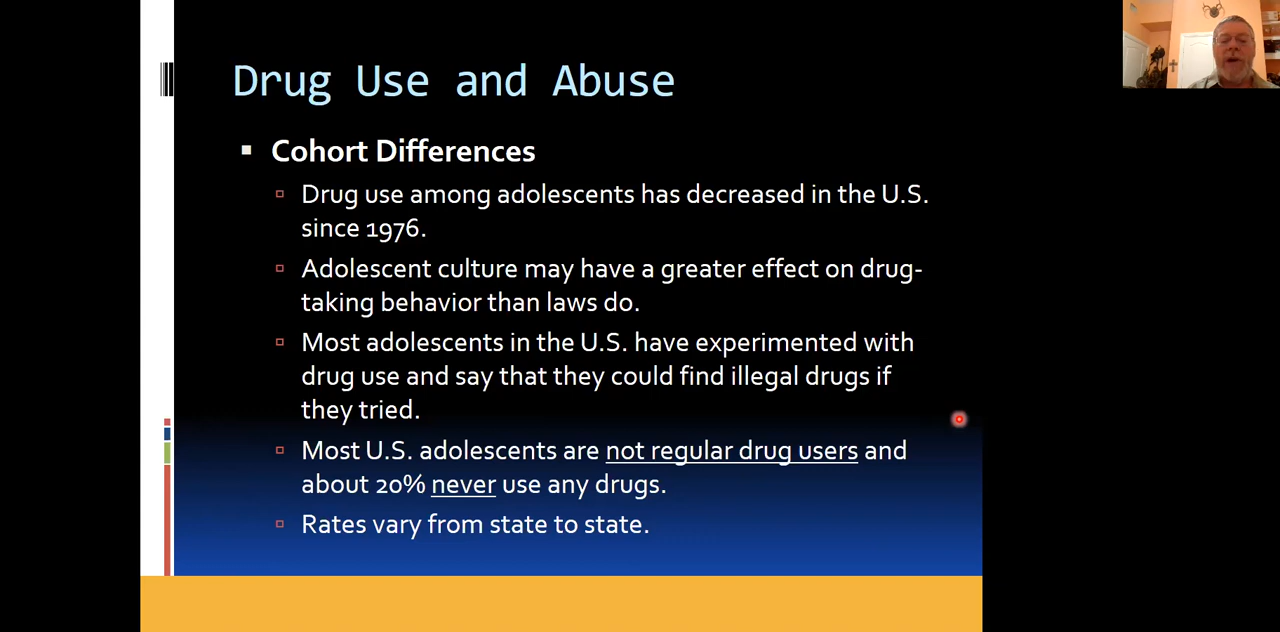 Drug Use and Abuse
Cohort Differences
Drug use among adolescents has decreased in the U.S.
since 1976.
Adolescent culture may have a greater effect on drug-
taking behavior than laws do.
Most adolescents in the U.S. have experimented with
drug use and say that they could find illegal drugs if
they tried.
Most U.S. adolescents are not regular drug users and
about 20% never use any drugs.
Rates vary from state to state.